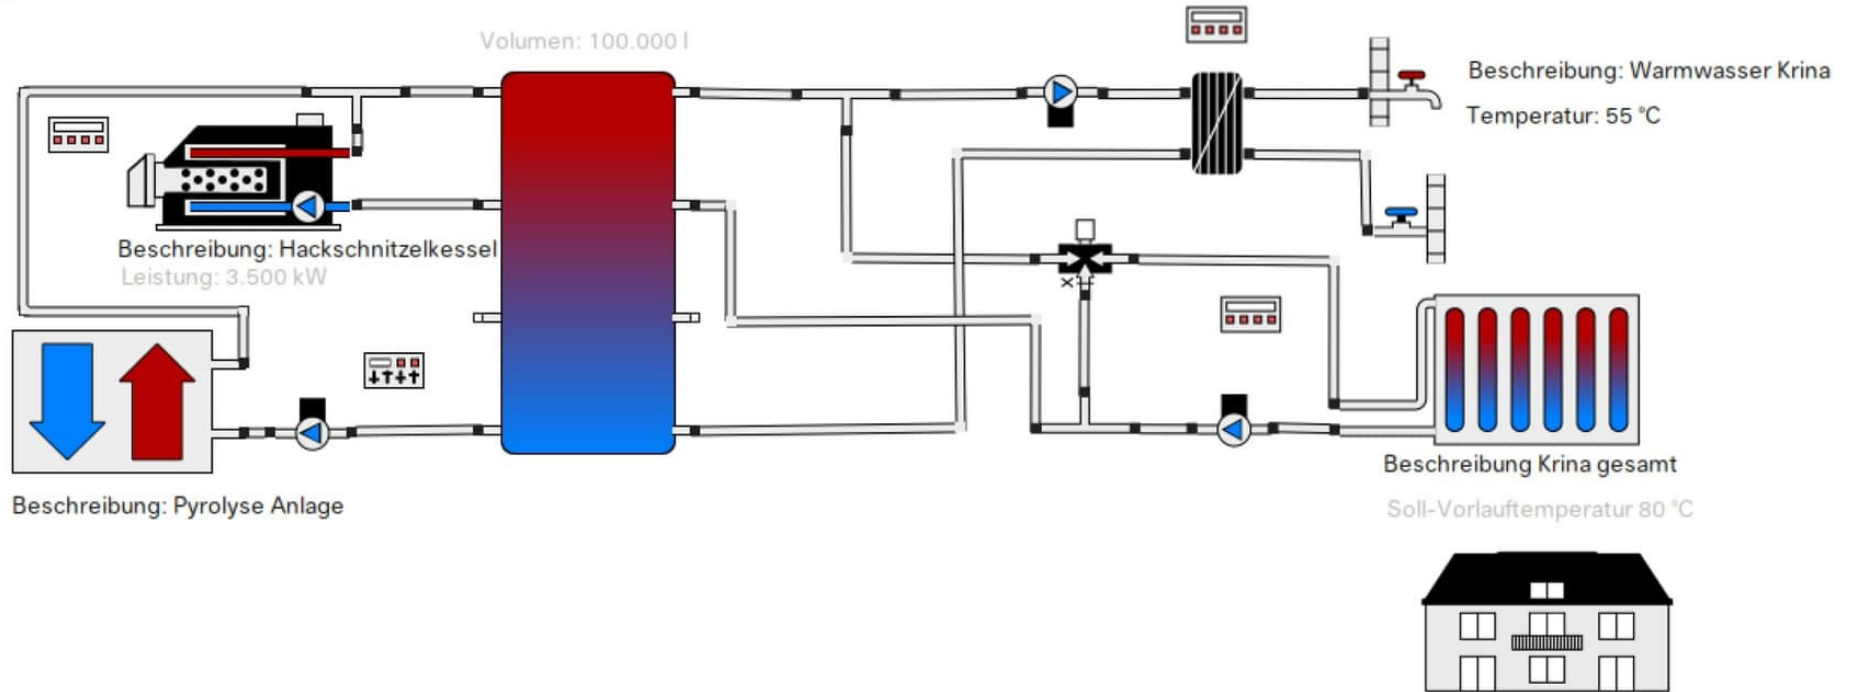 Volumen: 100.000 l
Beschreibung: Warmwasser Krina
Temperatur: 55 °C
Beschreibung: Hackschnitzelkessel
Leistung: 3.500 kW
Beschreibung Krina gesamt
Soll-Vorlauftemperatur 80 °C
Beschreibung: Pyrolyse Anlage